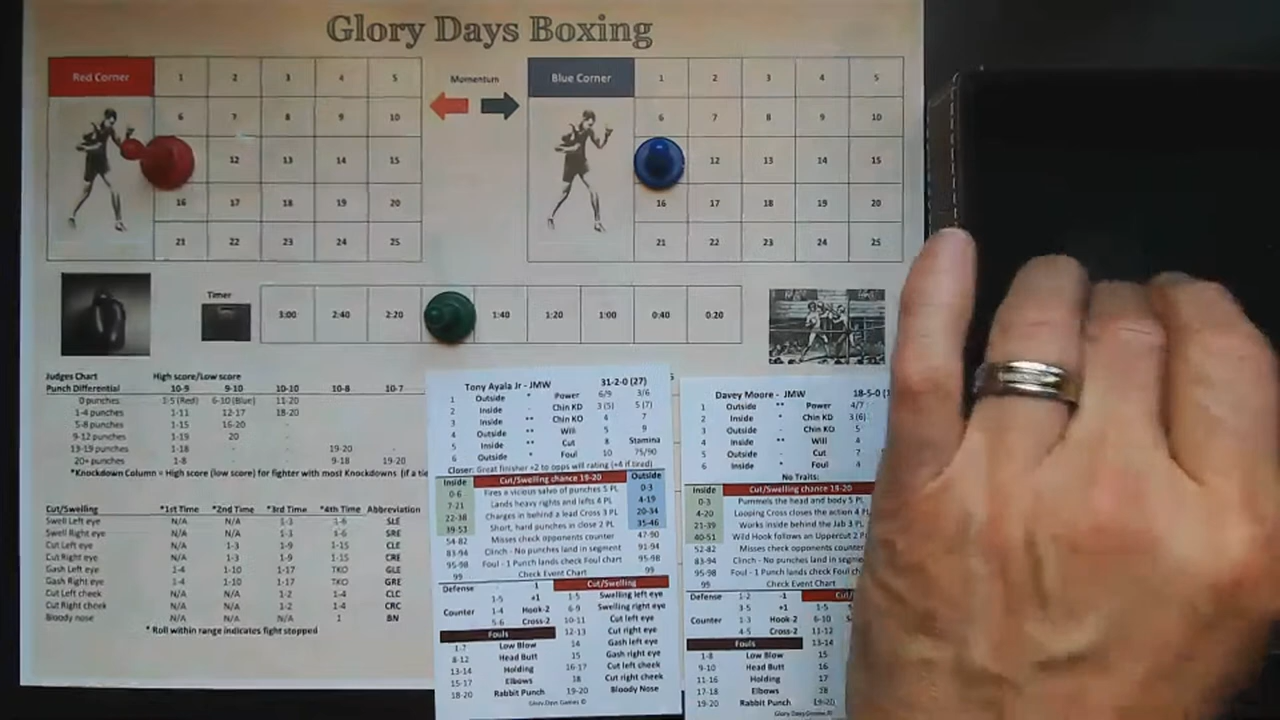 Glory Days Boxing
Red Corner 1 2 3 4 5
6 7 8 9 10
12 13 14 15
16 17 18 19 20
21 22 23 24 25
Momentum
Blue Corner 1 2 3 4 5
6 7 8 9 10
12 13 14 15
16 17 18 19 20
21 22 23 24 25
Timer
3:00 2:40 2:20 1:40 1:20 1:00 0:40 0:20
Judges Chart High score/Low score
Punch Differential 10-9 9-10 10-10 10-8 10-7
0 punches 1-5 (Red) 6-10 (Blue) 11-20
1-4 punches 1-11 12-17 18-20 -
5-8 punches 1-15 16-20 -
9-12 punches 1-19 20 -
13-19 punches 1-18 - - 19-20 -
20+ punches 1-8 - - 9-18 19-20
*Knockdown Column = High score (low score) for fighter with most Knockdowns (if a tie
Cut/Swelling *1st Time *2nd Time *3rd Time *4th Time Abbreviation
Swell Left eye N/A N/A 1-3 1-6 SLE
Swell Right eye N/A N/A 1-3 1-6 SRE
Cut Left eye N/A 1-3 1-9 1-15 CLE
Cut Right eye N/A 1-3 1-9 1-15 CRE
Gash Left eye 1-4 1-10 1-17 TKO GLE
Gash Right eye 1-4 1-10 1-17 TKO GRE
Cut Left cheek N/A N/A 1-2 1-4 CLC
Cut Right cheek N/A N/A 1-2 1-4 CRC
Bloody nose N/A N/A N/A 1 BN
* Roll within range indicates fight stopped
Tony Ayala Jr - JMW 31-2-0 (27)
1 Outside - Power 6/9 3/6
2 Inside - Chin KD 3 (5) 5 (7)
3 Inside ** Chin KO 4 7
4 Outside ** Will 5 9
5 Inside ** Cut 8 Stamina
6 Outside - Foul 10 75/90
Closer: Great finisher +2 to opps will rating (+4 if tired)
Inside Cut/Swelling chance 19-20 Outside
0-6 Fires a vicious salvo of punches 5 PL 0-3
7-21 Lands heavy rights and lefts 4 PL 4-19
22-38 Charges in behind a lead Cross 3 PL 20-34
39-53 Short, hard punches in close 2 PL 35-46
54-82 Misses check opponents counter 47-90
83-94 Clinch - No punches land in segment 91-94
95-98 Foul - 1 Punch lands check Foul chart 95-98
99 Check Event Chart 99
Defense - -1 Cut/Swelling
1-5 +1 1-5 Swelling left eye
Counter 1-4 Hook-2 6-9 Swelling right eye
5-6 Cross-2 10-11 Cut left eye
Fouls 12-13 Cut right eye
1-7 Low Blow 14 Gash left eye
8-12 Head Butt 15 Gash right eye
13-14 Holding 16-17 Cut left cheek
15-17 Elbows 18 Cut right cheek
18-20 Rabbit Punch 19-20 Bloody Nose
Glory Days Games ©
Davey Moore - JMW 18-5-0
1 Outside ** Power 4/7
2 Inside * Chin KD 3 (6)
3 Outside - Chin KO 5
4 Inside ** Will 4
5 Outside - Cut 7
6 Inside * Foul 4
No Traits:
Inside Cut/Swelling chance 19-20
0-3 Pummels the head and body 5 PL
4-20 Looping Cross closes the action 4 PL
21-39 Works inside behind the Jab 3 PL
40-51 Wild Hook follows an Uppercut 2
52-82 Misses check opponents counter
83-94 Clinch - No punches land in segment
95-98 Foul - 1 Punch lands check Foul
99 Check Event Chart
Defense 1-2 -1
3-5 +1 1-5
Counter 1-3 Hook-2 6-10
4-5 Cross-2 11-12
Fouls 13-14
1-8 Low Blow 15
9-10 Head Butt 16
11-16 Holding 17
17-18 Elbows 18
19-20 Rabbit Punch 19-20
Glory Days Games ©